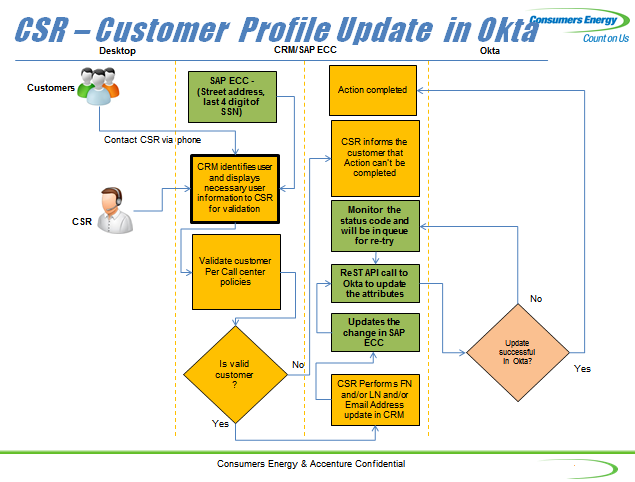 CSR – Customer Profile Update in Okta
Consumers Energy
Count on Us
Desktop
CRM/SAP ECC
Okta
Customers
SAP ECC -
(Street address,
last 4 digit of
SSN)
Action completed
Contact CSR via phone
CSR informs the
customer that
Action can't be
completed
CRM identifies user
and displays
necessary user
information to CSR
for validation
CSR
Monitor the
status code and
will be in queue
for re-try
Validate customer
Per Call center
policies
ReST API call to
Okta to update
the attributes
No
Updates the
change in SAP
ECC
Update
successful
in Okta?
Yes
Is valid
customer
?
No
Yes
CSR Performs FN
and/or LN and/or
Email Address
update in CRM
Consumers Energy & Accenture Confidential